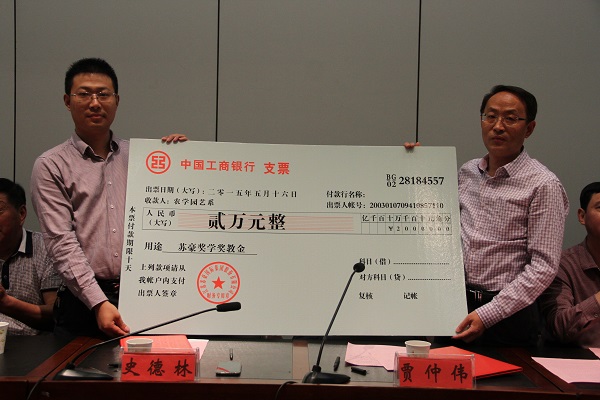 中国工商银行 支票
BG
02 28184557
出票日期（大写）：二零一五年五月十六日
付款行名称：
收款人：农学园艺系
出票人帐号：
人民币
（大写） 贰万元整
亿千百十万千百十元角分
¥2000000
用途 苏豪奖学奖教金
科目（借）
上列款项请从
对方科目（贷）
我帐户内支付
出票人签章
复核 记帐
本票付款期限十天
史德林
贾仲伟